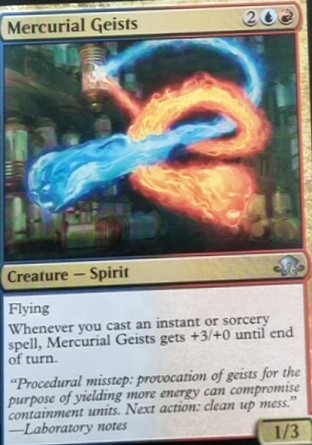 Mercurial Geists 2
Creature — Spirit
Flying
Whenever you cast an instant or sorcery
spell, Mercurial Geists gets +3/+0 until end
of turn.
“Procedural misstep: provocation of geists for the
purpose of yielding more energy can compromise
containment units. Next action: clean up mess.”
—Laboratory notes
1/3